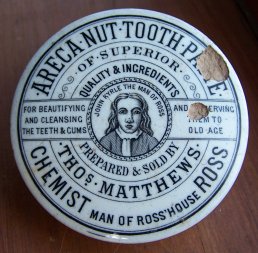 ARECA NUT TOOTH PASTE
OF SUPERIOR
QUALITY & INGREDIENTS
JOHN KYRLE THE MAN OF ROSS
FOR BEAUTIFYING
AND CLEANSING
THE TEETH & GUMS
AND
THEM TO
OLD AGE
PREPARED & SOLD BY
THOS MATTHEWS
CHEMIST MAN OF ROSS' HOUSE ROSS